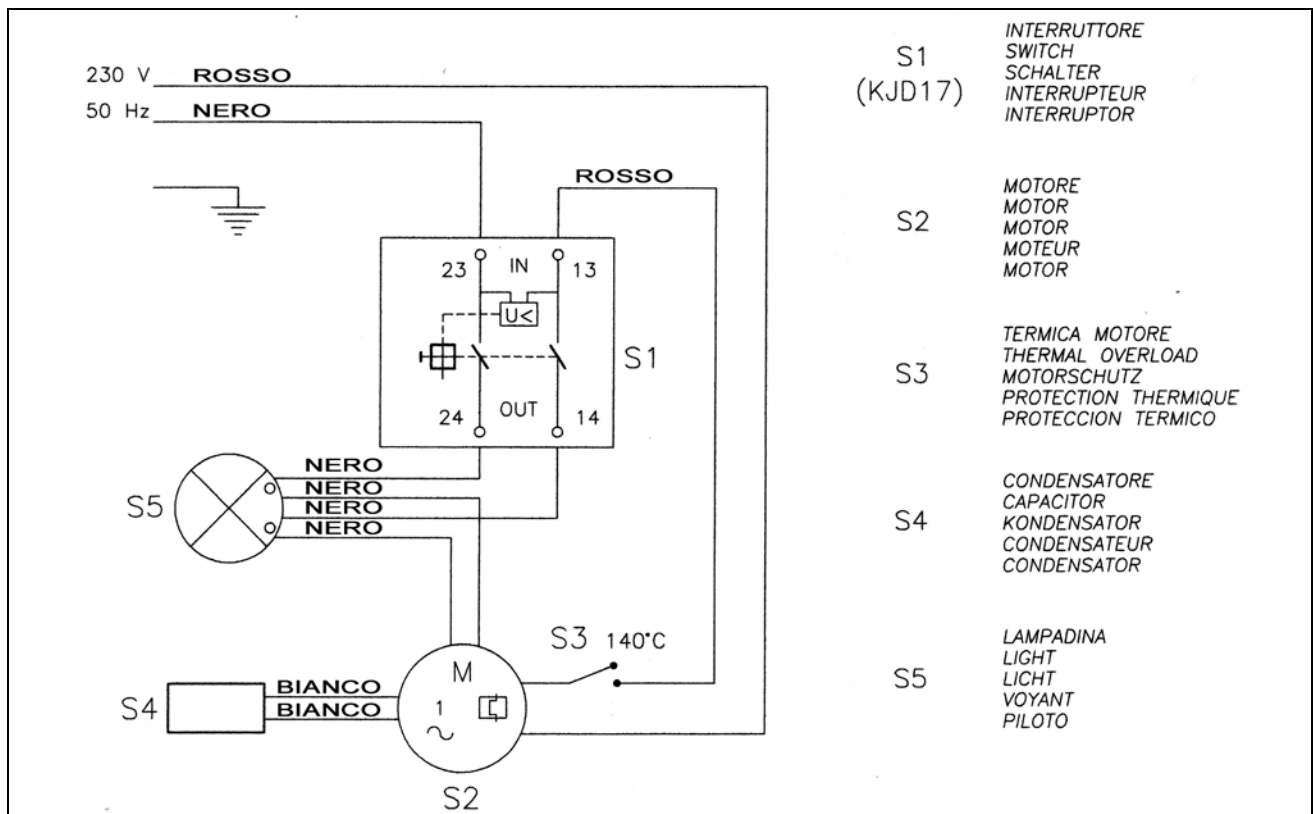 230 V ROSSO
50 Hz NERO
ROSSO
23 IN 13
U<
S1
24 OUT 14
NERO
NERO
NERO
NERO
S5
S3 140°C
M
1
BIANCO
BIANCO
S4
S2
S1
(KJD17)
INTERRUTTORE
SWITCH
SCHALTER
INTERRUPTEUR
INTERRUPTOR
S2
MOTORE
MOTOR
MOTOR
MOTEUR
MOTOR
S3
TERMICA MOTORE
THERMAL OVERLOAD
MOTORSCHUTZ
PROTECTION THERMIQUE
PROTECCION TERMICO
S4
CONDENSATORE
CAPACITOR
KONDENSATOR
CONDENSATEUR
CONDENSATOR
S5
LAMPADINA
LIGHT
LICHT
VOYANT
PILOTO